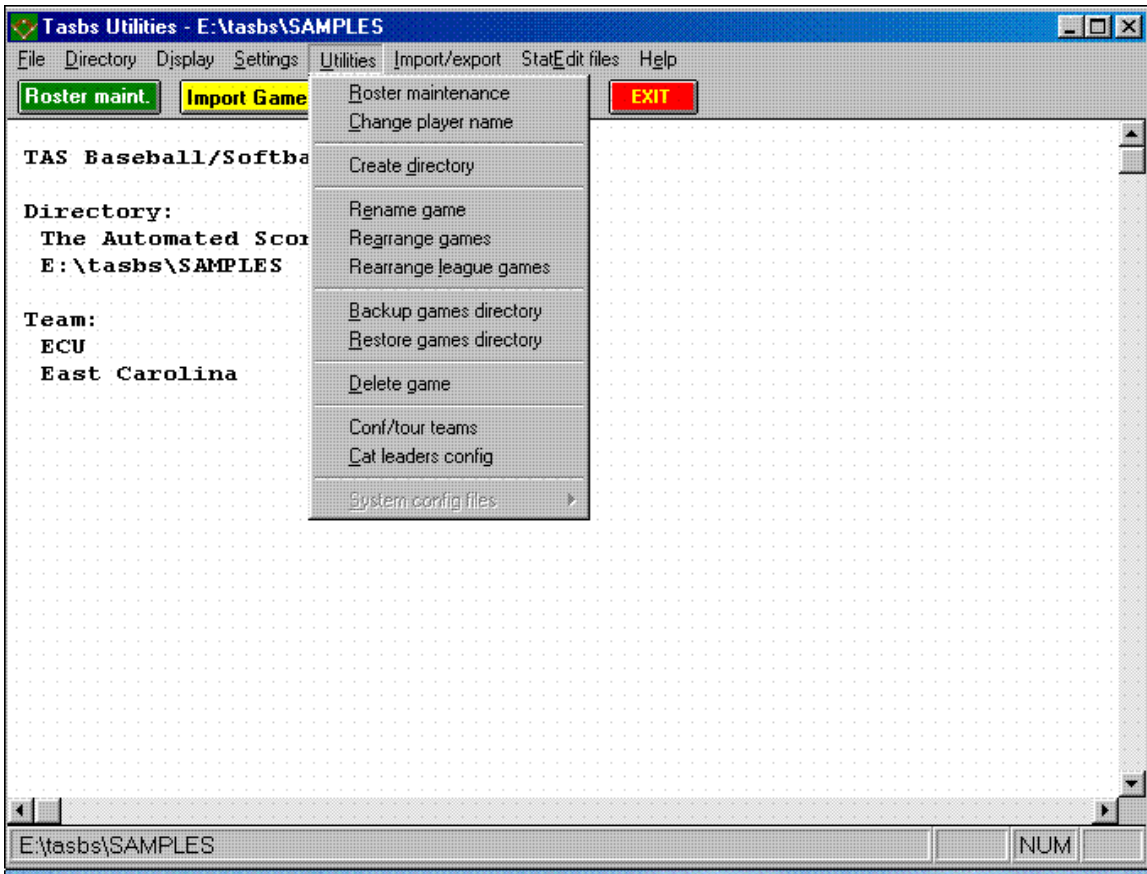 Tasbs Utilities - E:\tasbs\SAMPLES
File Directory Display Settings Utilities Import/export StatEdit files Help
Roster maint. Import Game EXIT
Roster maintenance
Change player name
Create directory
Rename game
Rearrange games
Rearrange league games
Backup games directory
Restore games directory
Delete game
Conf/tour teams
Cat leaders config
System config files
TAS Baseball/Softba
Directory:
The Automated Scor
E:\tasbs\SAMPLES
Team:
ECU
East Carolina
E:\tasbs\SAMPLES NUM